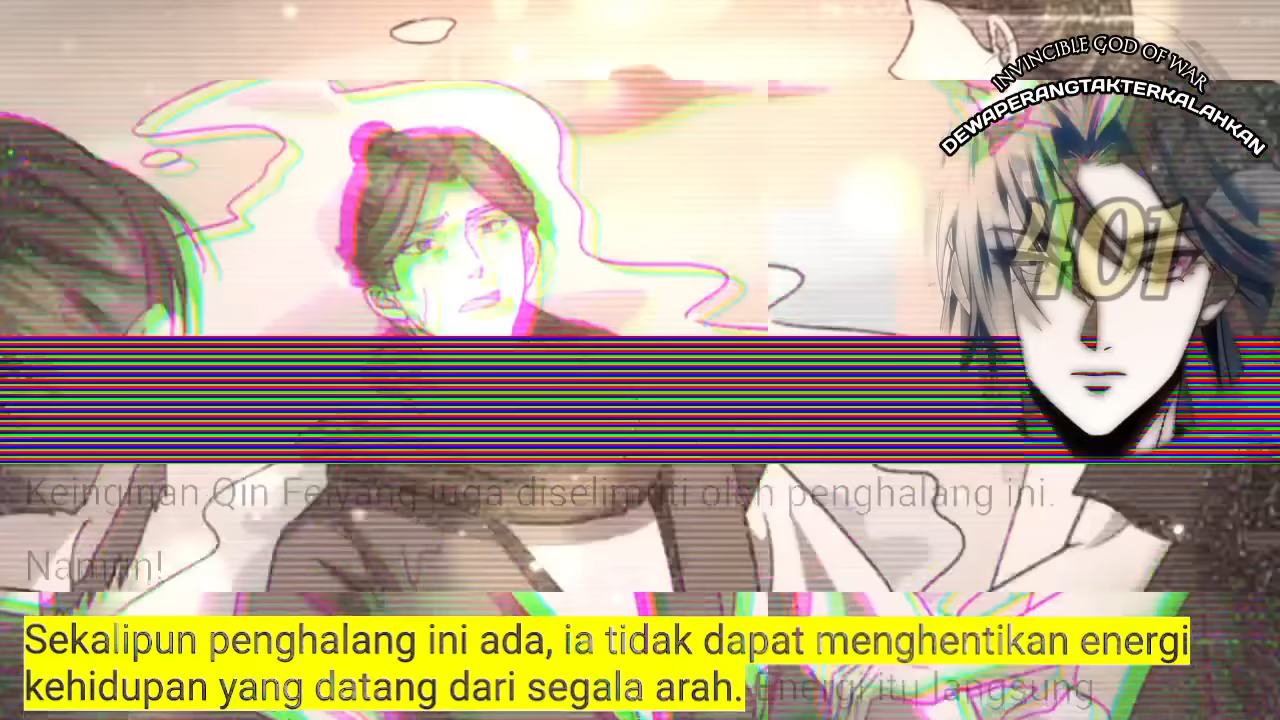 INVINCIBLE GOD OF WAR
DEWAPERANGTAKTERKALAHKAN
401
Keinginan Qin Feiyang juga diselimuti oleh penghalang ini.
Namun!
Sekalipun penghalang ini ada, ia tidak dapat menghentikan energi
kehidupan yang datang dari segala arah. Energi itu langsung